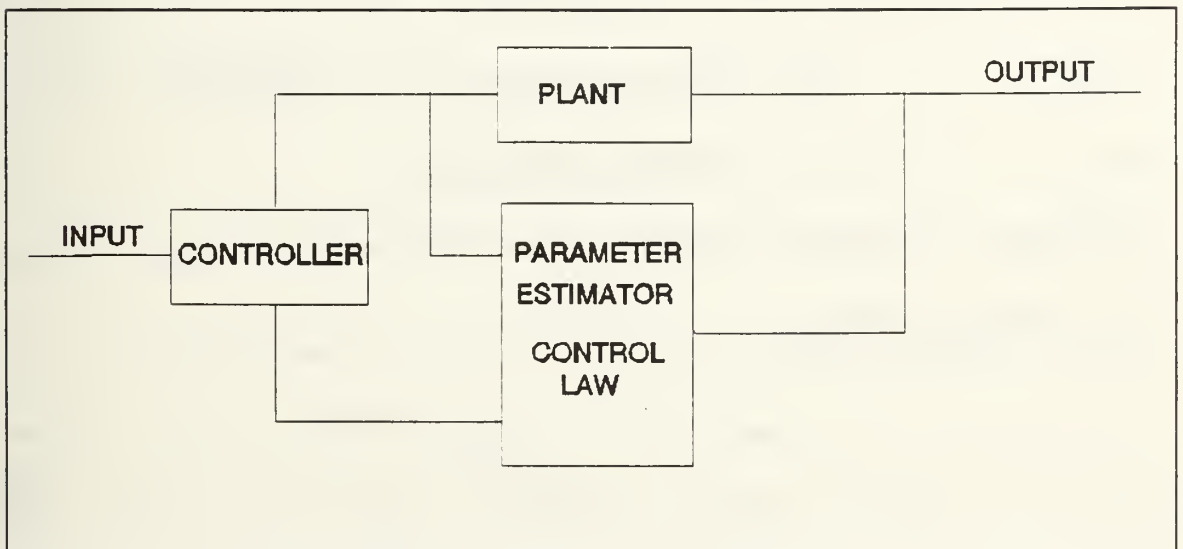 PLANT
OUTPUT
INPUT
CONTROLLER
PARAMETER
ESTIMATOR
CONTROL
LAW